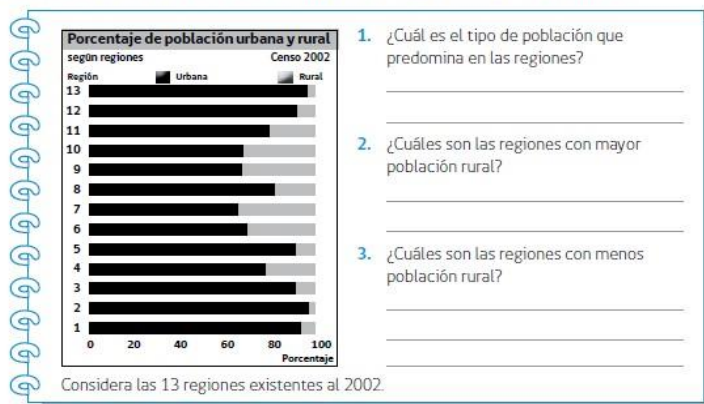 Porcentaje de población urbana y rural
según regiones Censo 2002
Región Urbana Rural
13
12
11
10
9
8
7
6
5
4
3
2
1
0 20 40 60 80 100
Porcentaje
Considera las 13 regiones existentes al 2002.
1. ¿Cuál es el tipo de población que
predomina en las regiones?
2. ¿Cuáles son las regiones con mayor
población rural?
3. ¿Cuáles son las regiones con menos
población rural?